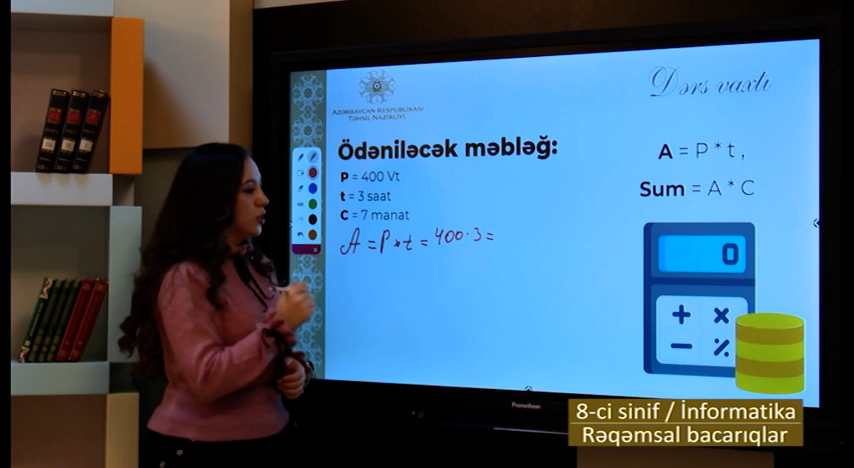 Dərs vaxtı
AZƏRBAYCAN RESPUBLİKASI
TƏHSİL NAZİRLİYİ
Ödəniləcək məbləğ:
P = 400 Vt
t = 3 saat
C = 7 manat
A = P * t = 400 · 3 =
A = P * t ,
Sum = A * C
0
+ ×
− ٪
Promethean
8-ci sinif / İnformatika
Rəqəmsal bacarıqlar